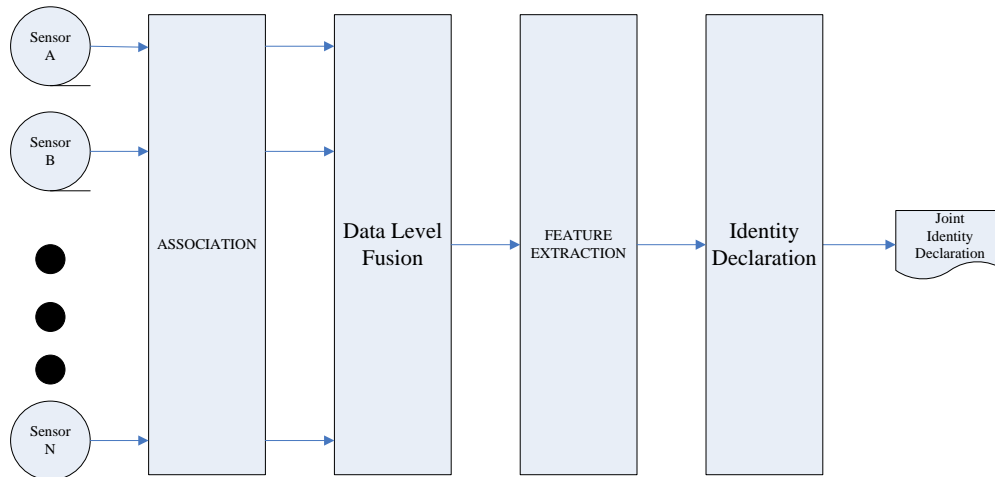 Sensor
A
Sensor
B
Sensor
N
ASSOCIATION
Data Level
Fusion
FEATURE
EXTRACTION
Identity
Declaration
Joint
Identity
Declaration